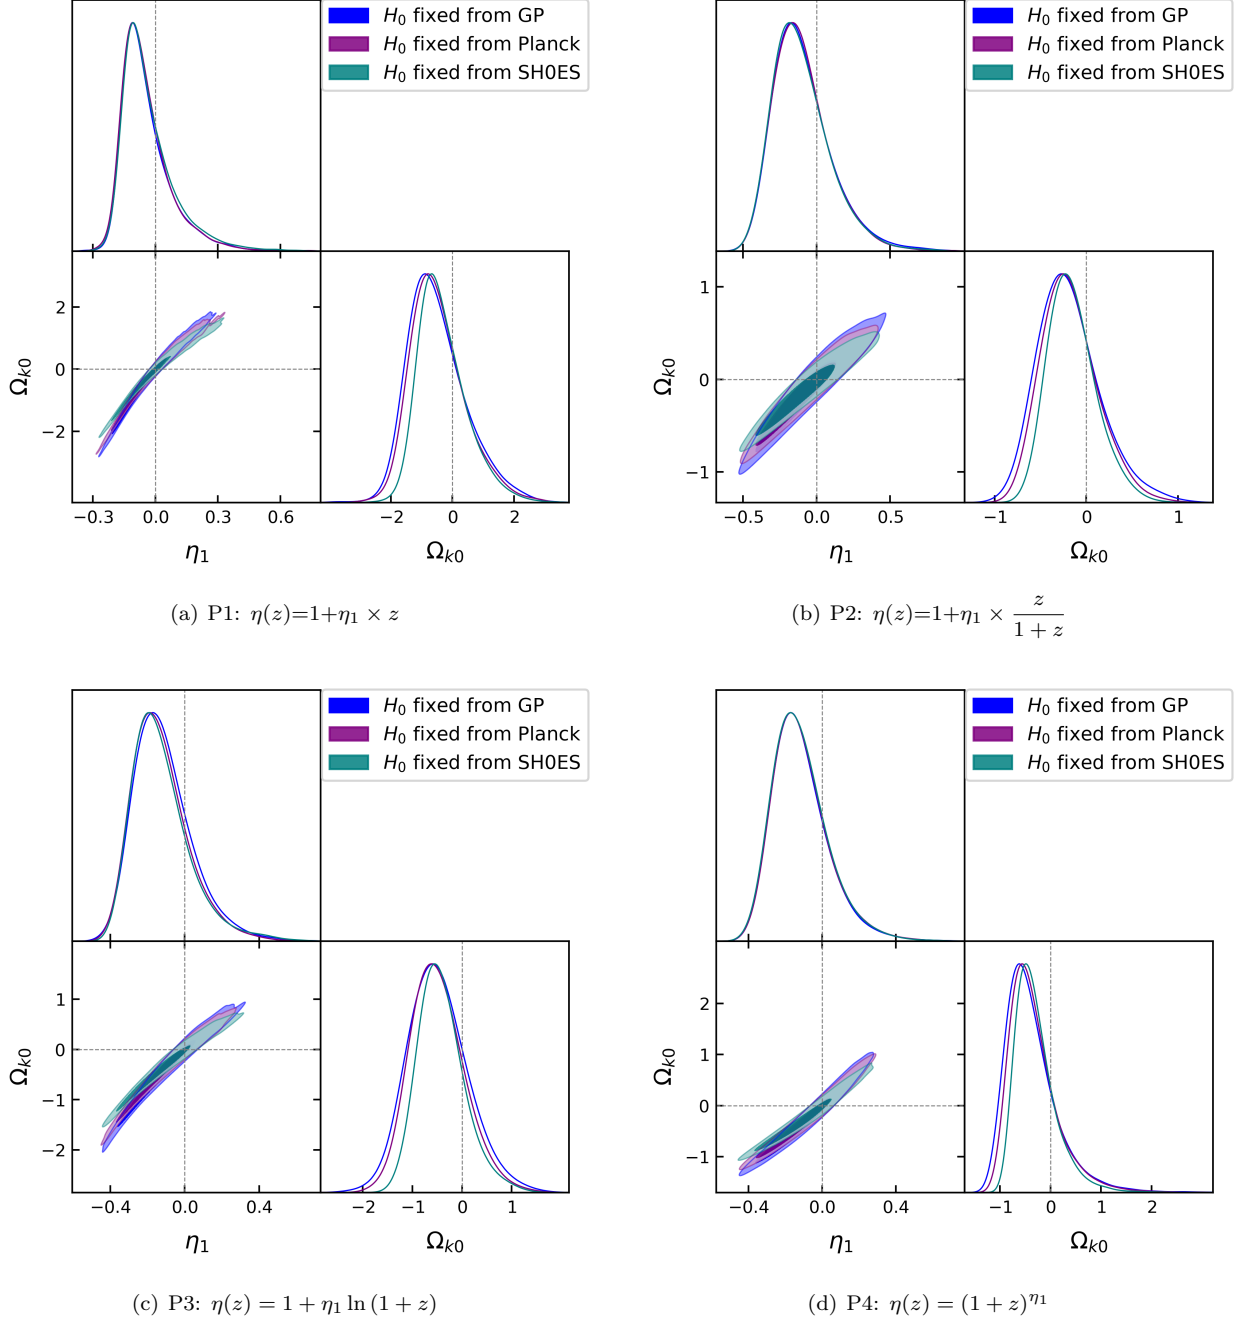 H0 fixed from GP
H0 fixed from Planck
H0 fixed from SH0ES
2
0
−2
Ωk0
−0.3 0.0 0.3 0.6
−2 0 2
η1
Ωk0
(a) P1: η(z)=1+η1 × z
H0 fixed from GP
H0 fixed from Planck
H0 fixed from SH0ES
1
0
−1
Ωk0
−0.5 0.0 0.5
−1 0 1
η1
Ωk0
(b) P2: η(z)=1+η1 × z/(1 + z)
H0 fixed from GP
H0 fixed from Planck
H0 fixed from SH0ES
1
0
−1
−2
Ωk0
−0.4 0.0 0.4
−2 −1 0 1
η1
Ωk0
(c) P3: η(z) = 1 + η1 ln (1 + z)
H0 fixed from GP
H0 fixed from Planck
H0 fixed from SH0ES
2
1
0
−1
Ωk0
−0.4 0.0 0.4
0 1 2
η1
Ωk0
(d) P4: η(z) = (1 + z)^η1